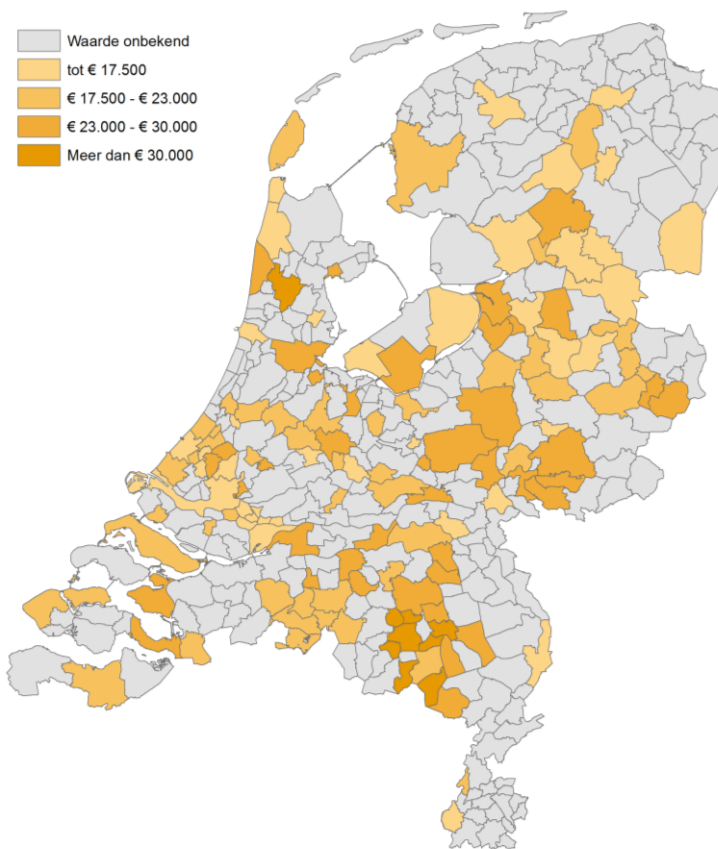 Waarde onbekend
tot € 17.500
€ 17.500 - € 23.000
€ 23.000 - € 30.000
Meer dan € 30.000